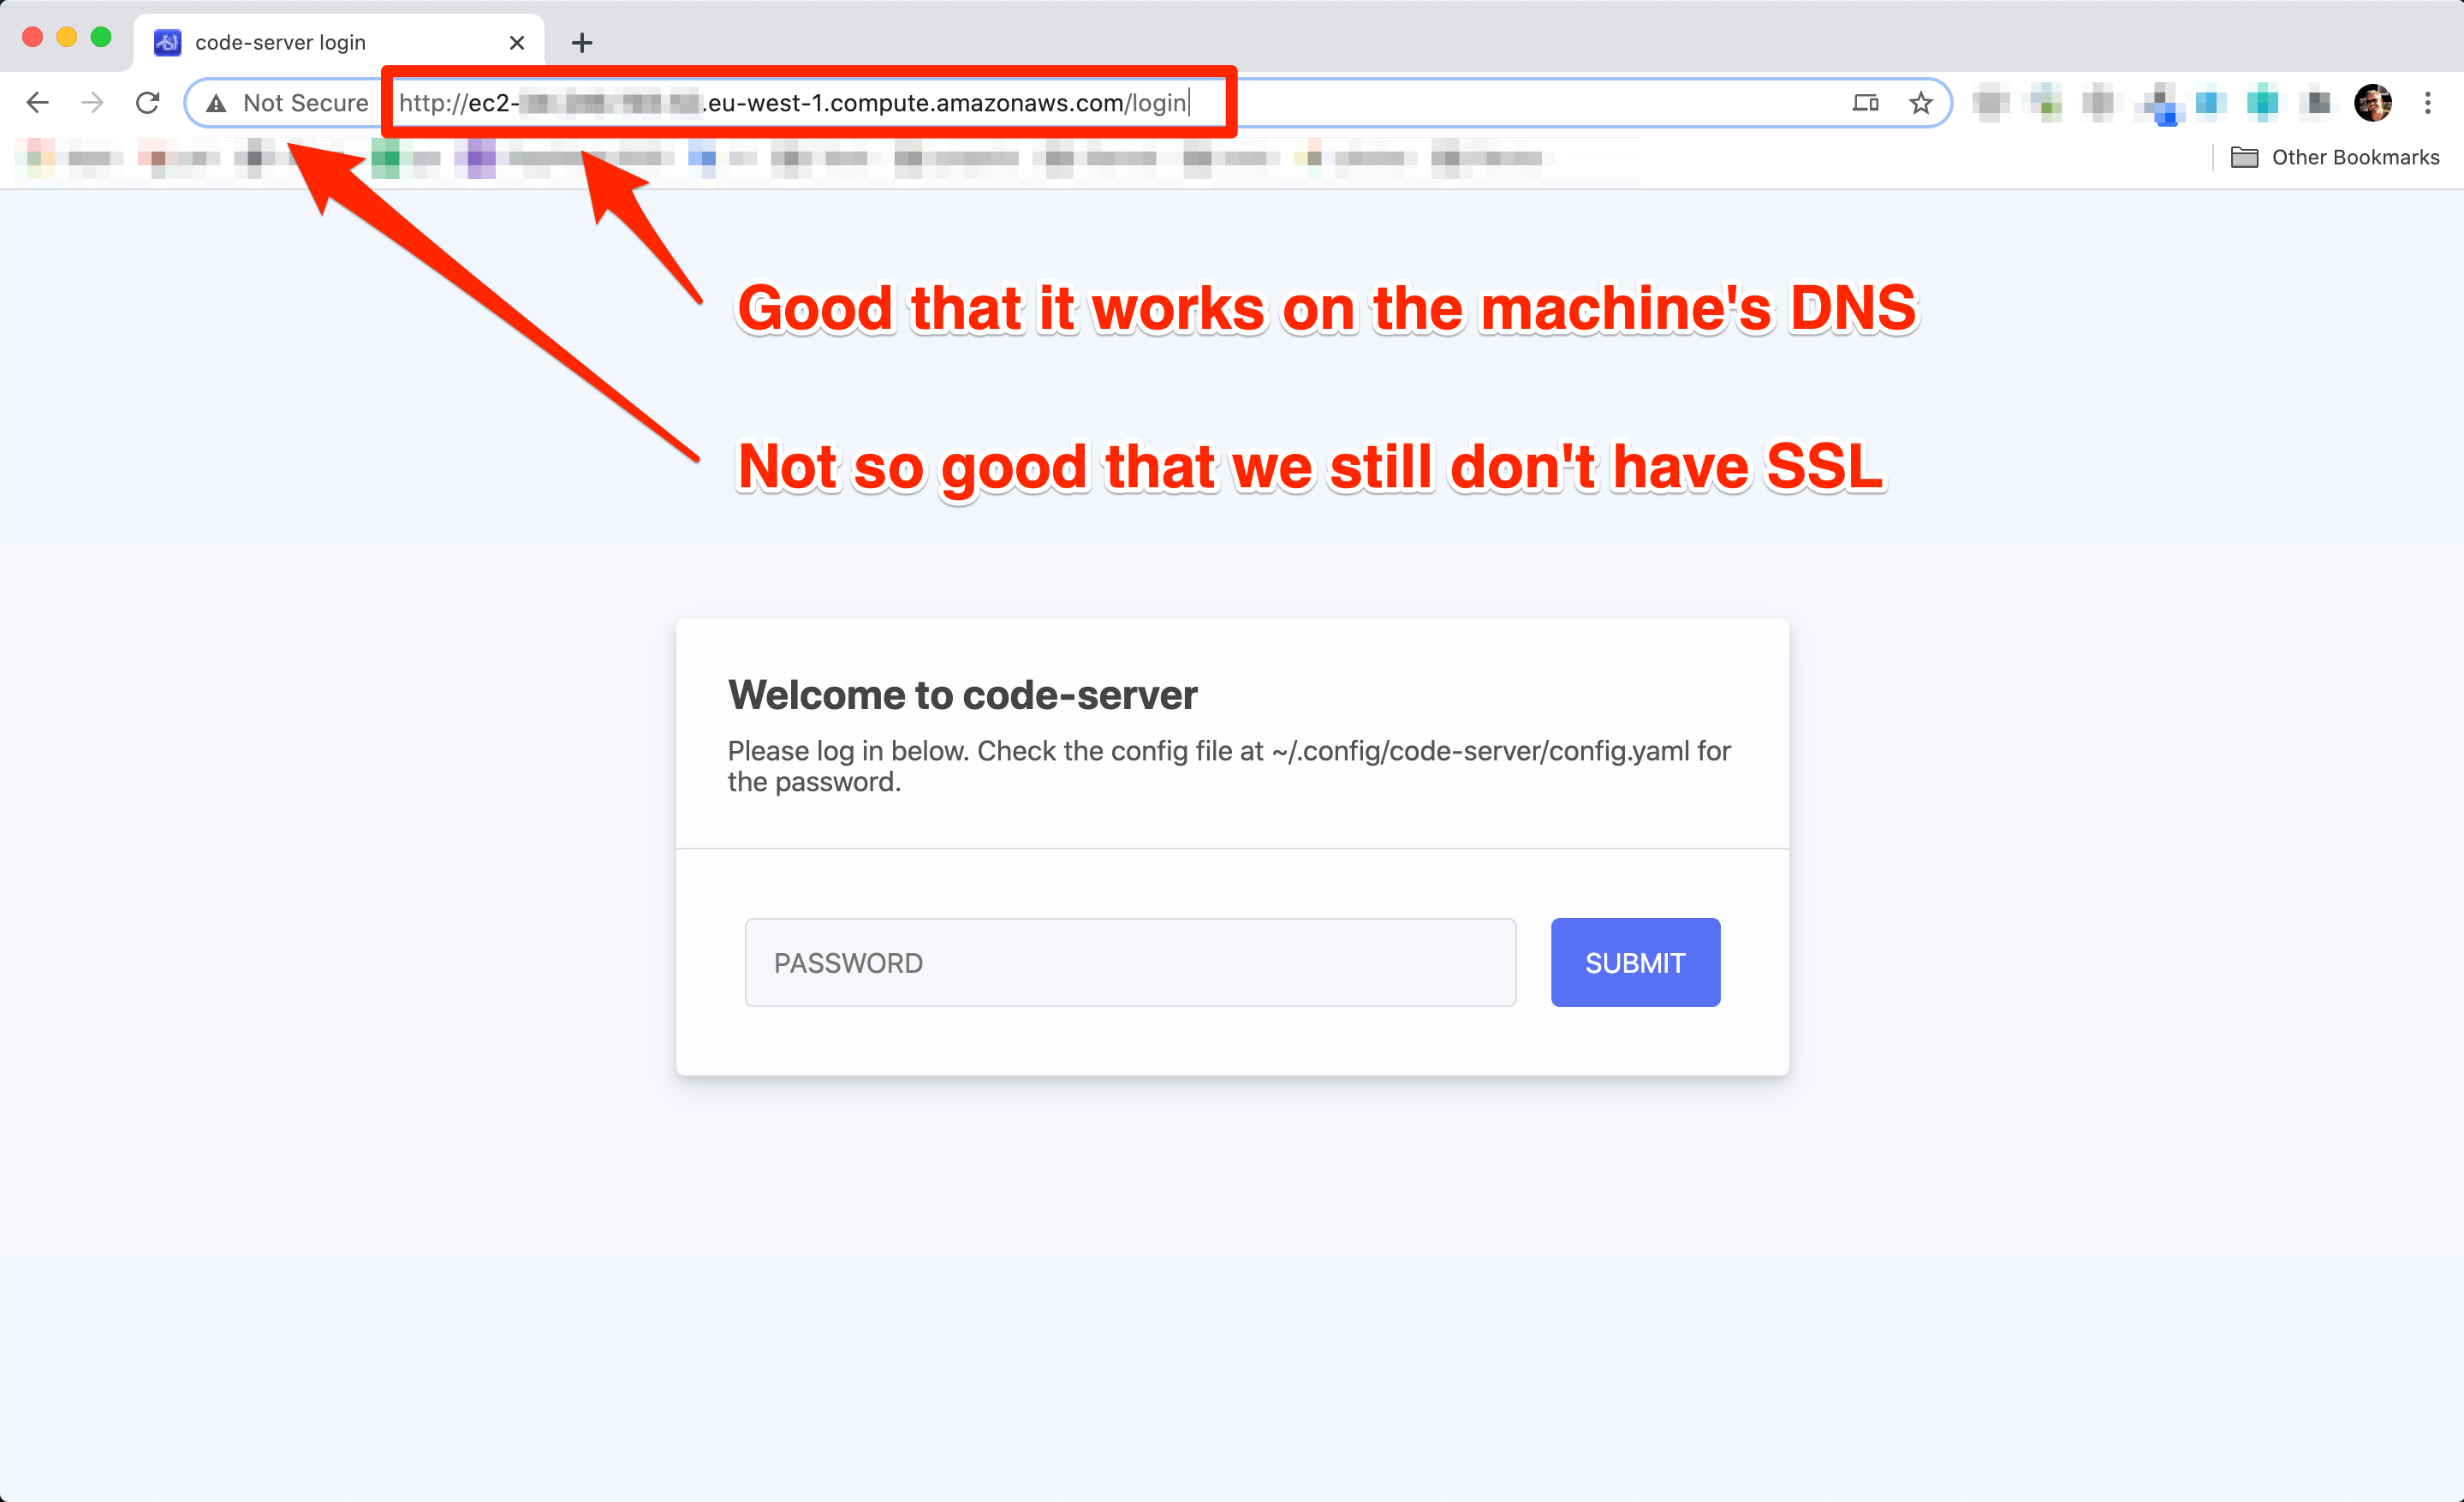 code-server login
Not Secure
http://ec2-
.eu-west-1.compute.amazonaws.com/login
Other Bookmarks
Good that it works on the machine's DNS
Not so good that we still don't have SSL
Welcome to code-server
Please log in below. Check the config file at ~/.config/code-server/config.yaml for
the password.
PASSWORD
SUBMIT